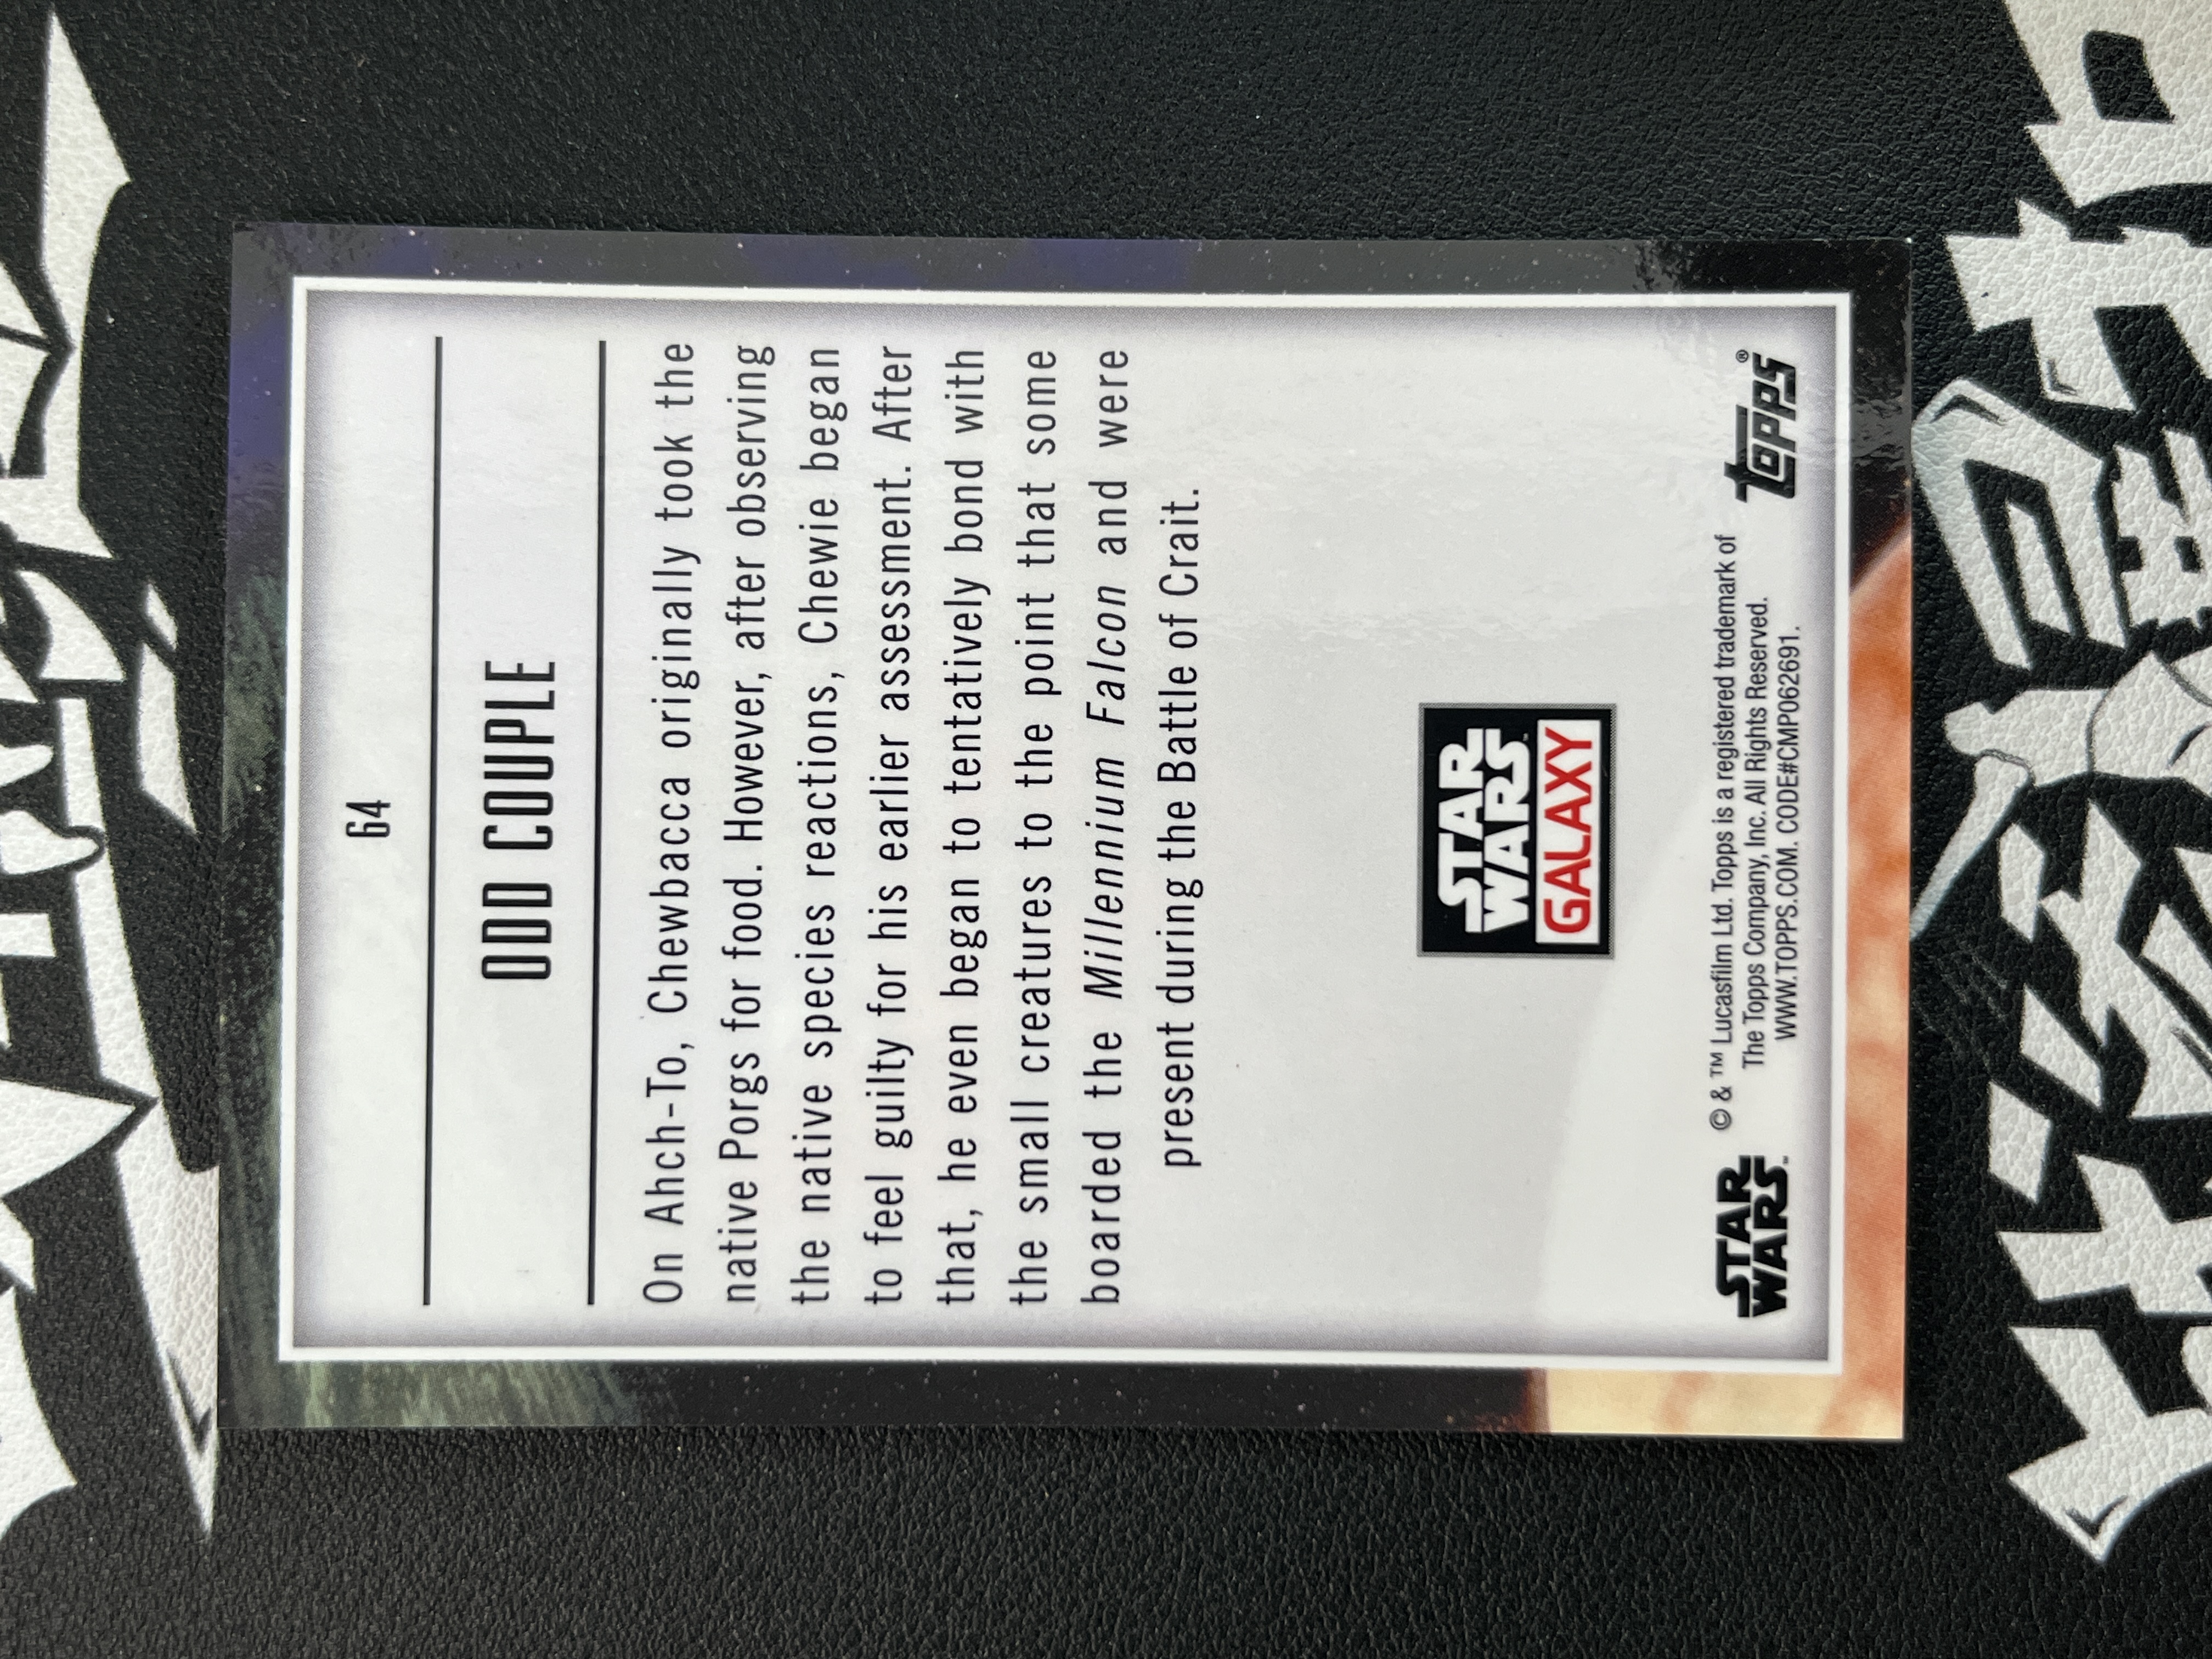 64
ODD COUPLE
On Ahch-To, Chewbacca originally took the
native Porgs for food. However, after observing
the native species reactions, Chewie began
to feel guilty for his earlier assessment. After
that, he even began to tentatively bond with
the small creatures to the point that some
boarded the Millennium Falcon and were
present during the Battle of Crait.
STAR
WARS
GALAXY
STAR
WARS™
© & ™ Lucasfilm Ltd. Topps is a registered trademark of
The Topps Company, Inc. All Rights Reserved.
WWW.TOPPS.COM. CODE#CMP062691.
topps®